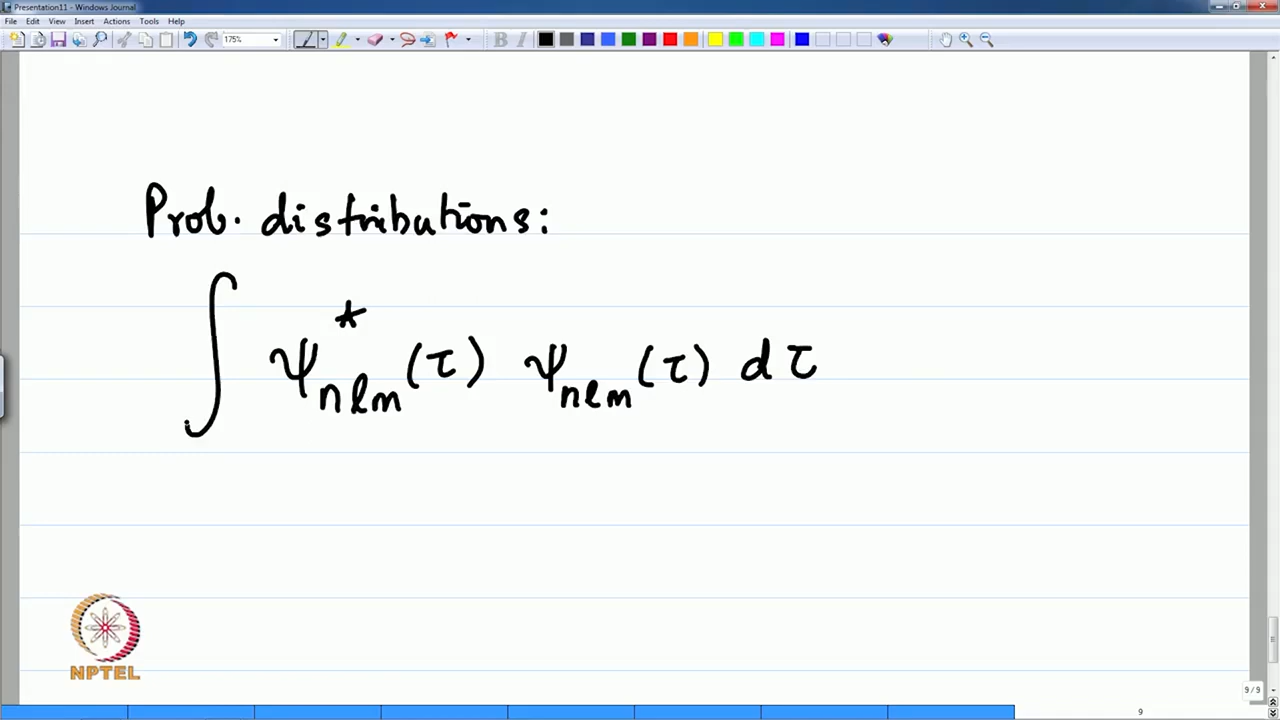 Presentation11 - Windows Journal
File Edit View Insert Actions Tools Help
175%
B I
Prob. distributions:
∫ ψ*nlm(τ) ψnlm(τ) dτ
NPTEL
9 / 9
9